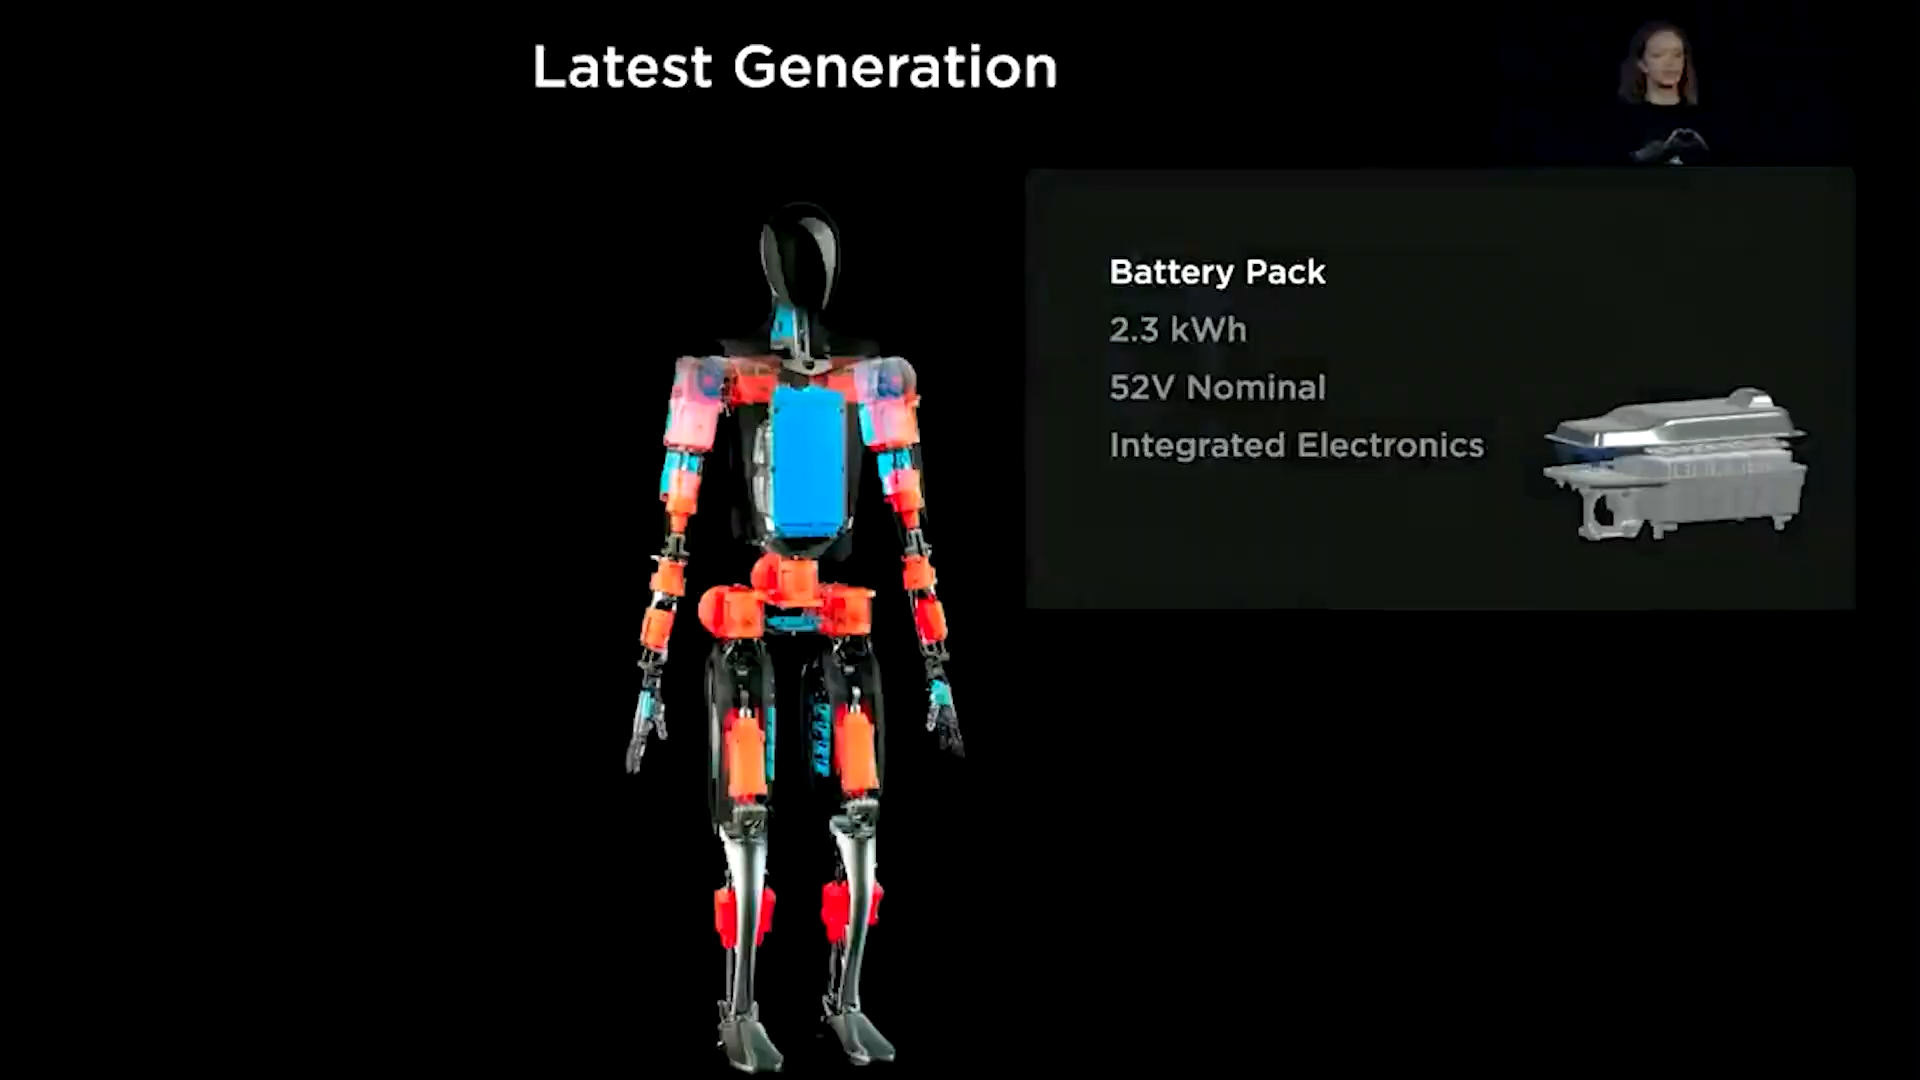 Latest Generation
Battery Pack
2.3 kWh
52V Nominal
Integrated Electronics